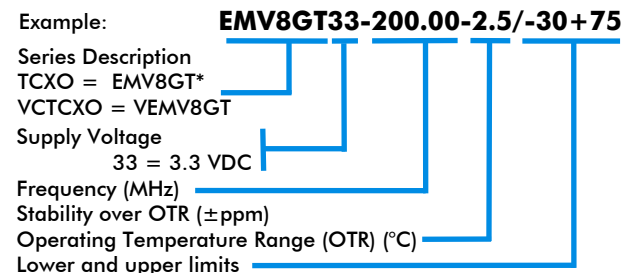 Example: EMV8GT33-200.00-2.5/-30+75
Series Description
TCXO = EMV8GT*
VCTCXO = VEMV8GT
Supply Voltage
33 = 3.3 VDC
Frequency (MHz)
Stability over OTR (±ppm)
Operating Temperature Range (OTR) (°C)
Lower and upper limits